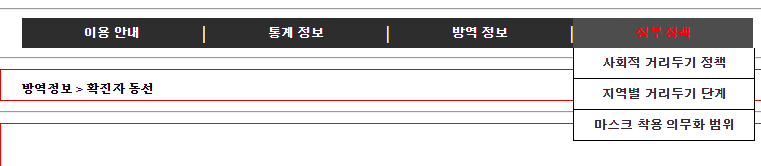 이용 안내 | 통계 정보 | 방역 정보 | 정부 정책
사회적 거리두기 정책
방역정보 > 확진자 동선
지역별 거리두기 단계
마스크 착용 의무화 범위